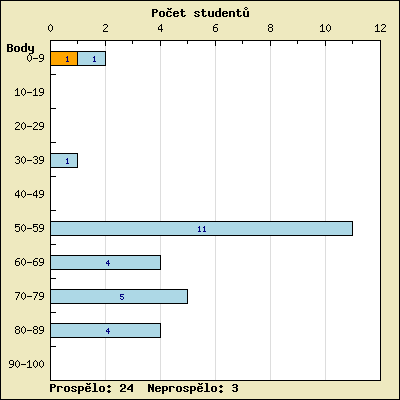 Počet studentů
0 2 4 6 8 10 12
Body
0-9 1 1
10-19
20-29
30-39 1
40-49
50-59 11
60-69 4
70-79 5
80-89 4
90-100
Prospělo: 24 Neprospělo: 3